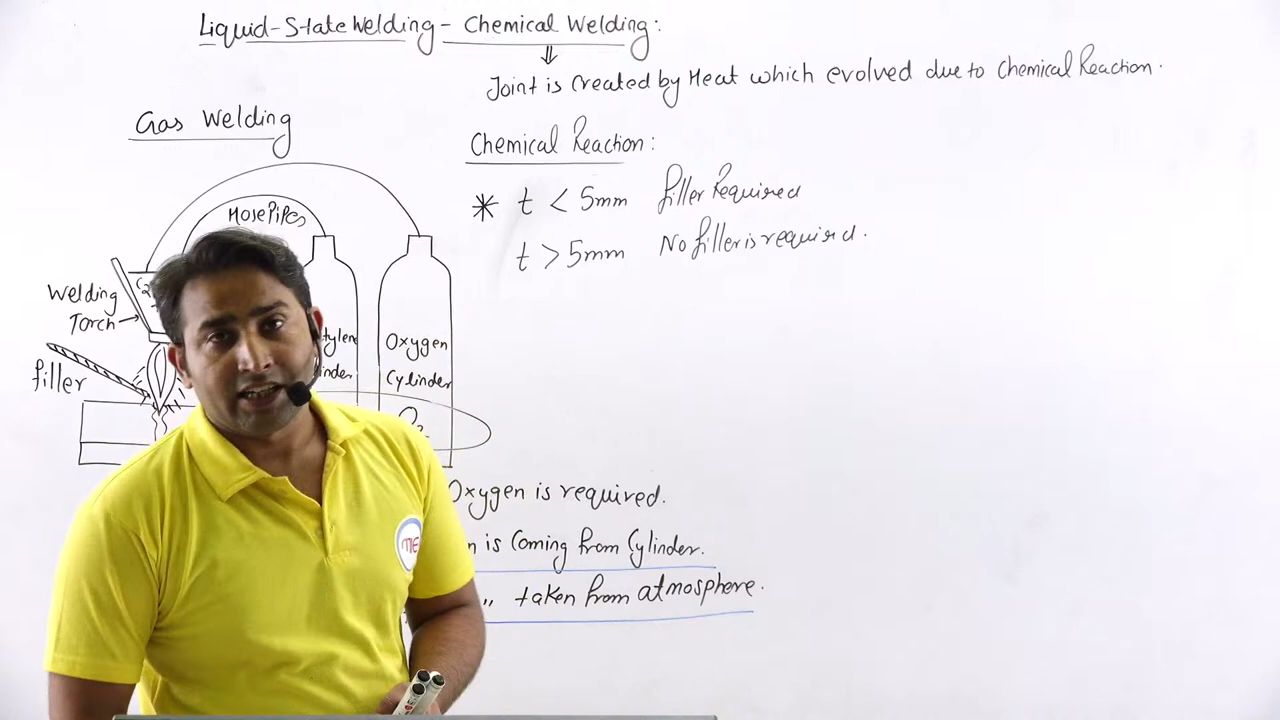 Liquid-State Welding - Chemical Welding:
⇓
Joint is created by Heat which evolved due to Chemical Reaction.
Gas Welding
Chemical Reaction:
* t < 5mm filler Required
t > 5mm No filler is required.
Hose Pipes
Welding
Torch
filler
Oxygen
Cylinder
Oxygen is required.
is Coming from Cylinder.
" taken from atmosphere.